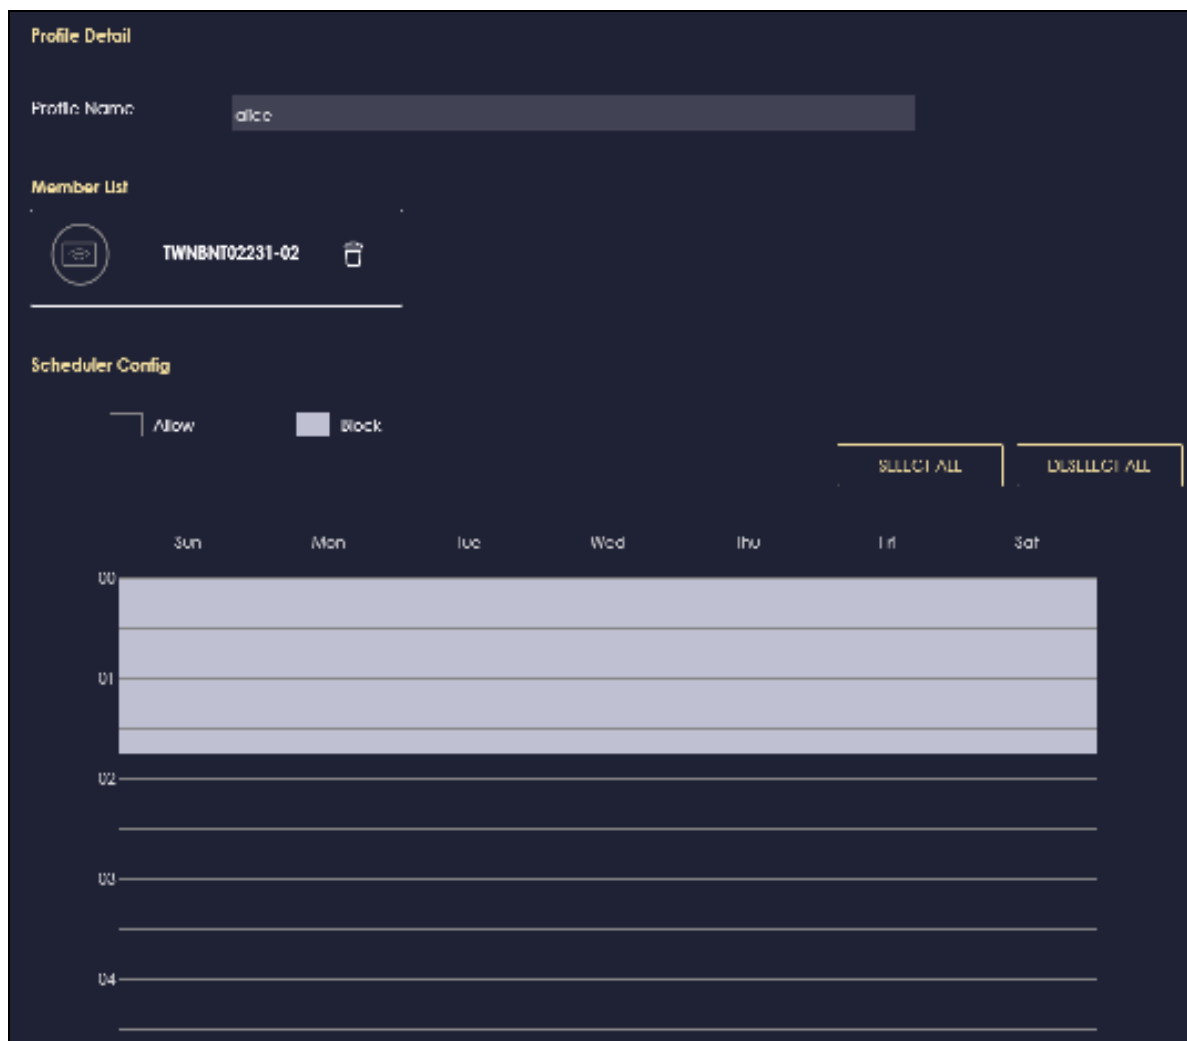 Profile Detail
Profile Name
alice
Member List
TWNBNT02231-02
Scheduler Config
Allow Block
SELECT ALL DESELECT ALL
Sun Mon Tue Wed Thu Fri Sat
00
01
02
03
04